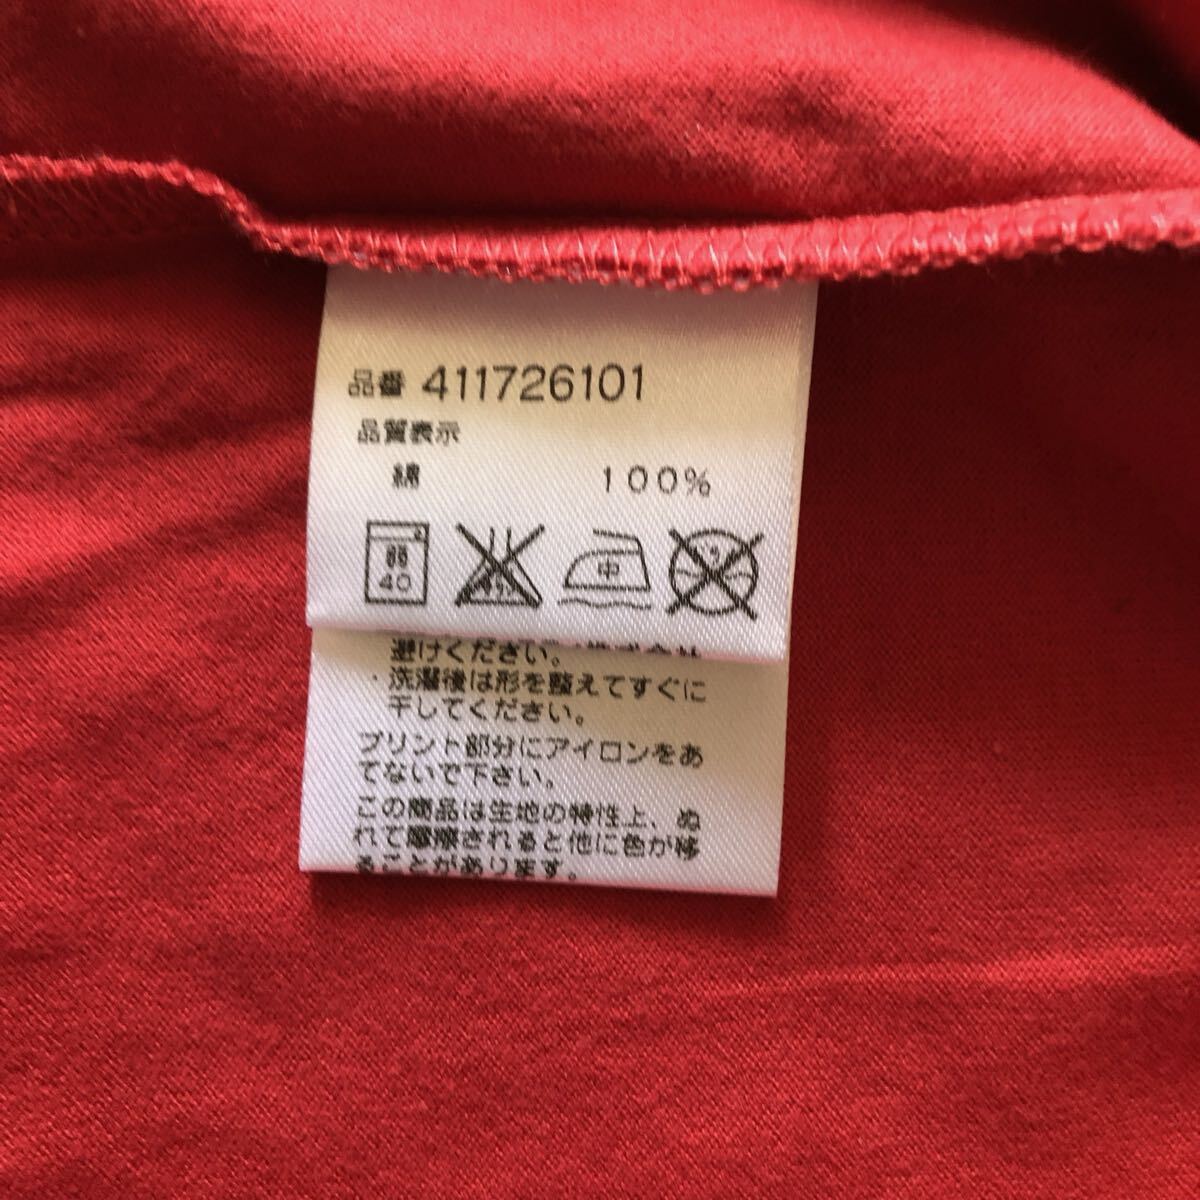 品番 411726101
品質表示
綿 100%
弱
40
中
避けください。
・洗濯後は形を整えてすぐに
干してください。
プリント部分にアイロンをあ
てないで下さい。
この商品は生地の特性上、ぬ
れて摩擦されると他に色が移
ることがあります。